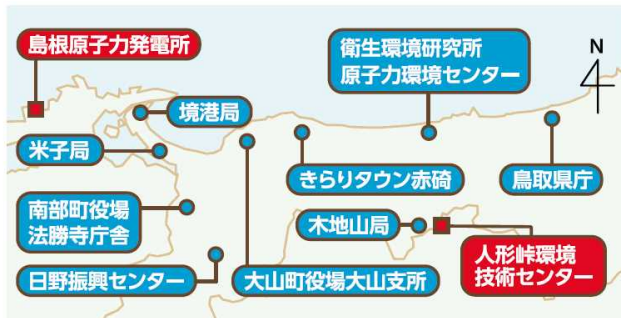 島根原子力発電所
衛生環境研究所
原子力環境センター
N
境港局
米子局
きらりタウン赤碕
鳥取県庁
南部町役場
法勝寺庁舎
木地山局
人形峠環境
技術センター
日野振興センター
大山町役場大山支所